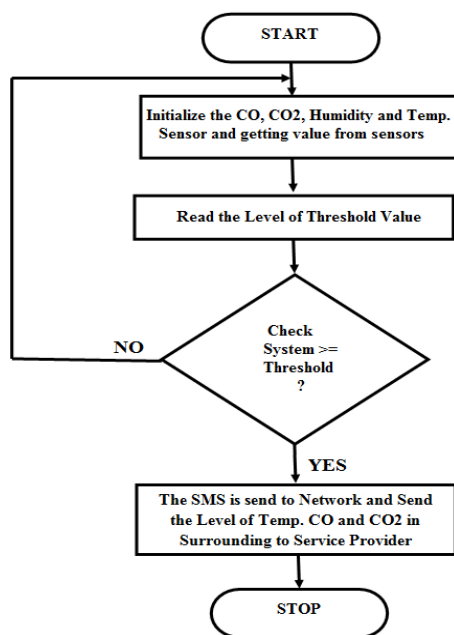 START
Initialize the CO, CO2, Humidity and Temp.
Sensor and getting value from sensors
Read the Level of Threshold Value
Check
System >=
Threshold
?
NO
YES
The SMS is send to Network and Send
the Level of Temp. CO and CO2 in
Surrounding to Service Provider
STOP